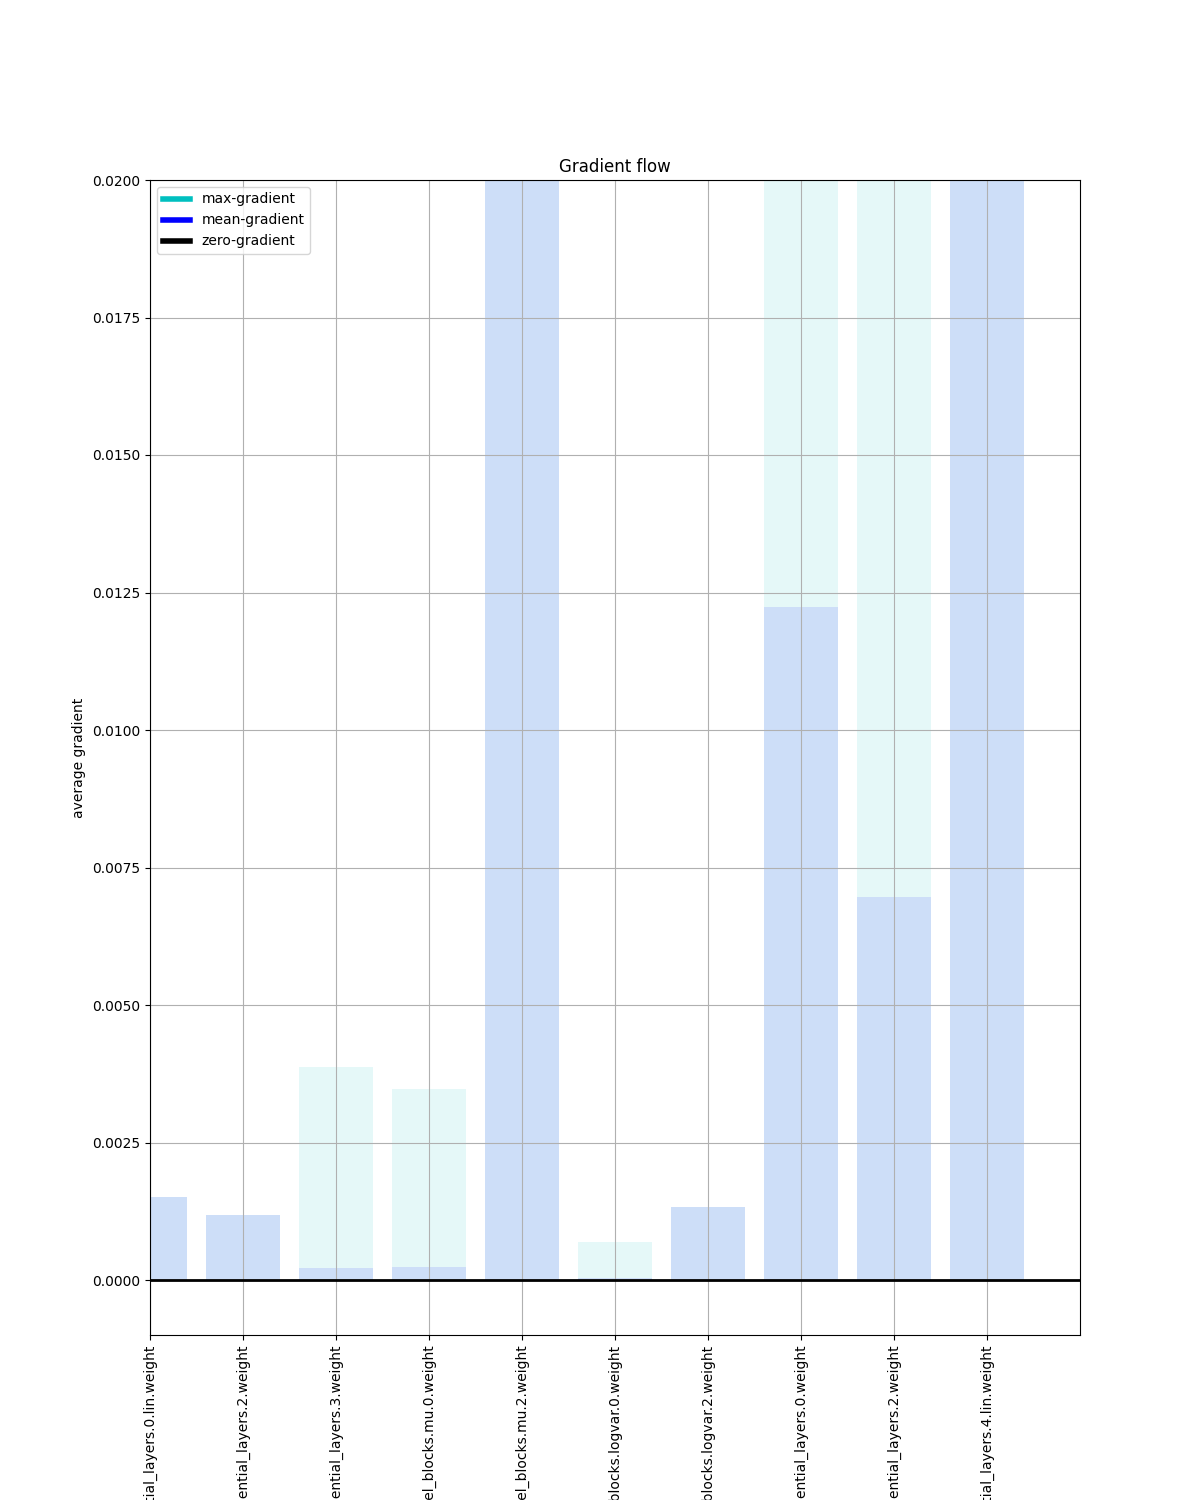 Gradient flow
max-gradient
mean-gradient
zero-gradient
average gradient
0.0200
0.0175
0.0150
0.0125
0.0100
0.0075
0.0050
0.0025
0.0000
tial_layers.0.lin.weight
ential_layers.2.weight
ential_layers.3.weight
el_blocks.mu.0.weight
el_blocks.mu.2.weight
blocks.logvar.0.weight
blocks.logvar.2.weight
ential_layers.0.weight
ential_layers.2.weight
tial_layers.4.lin.weight